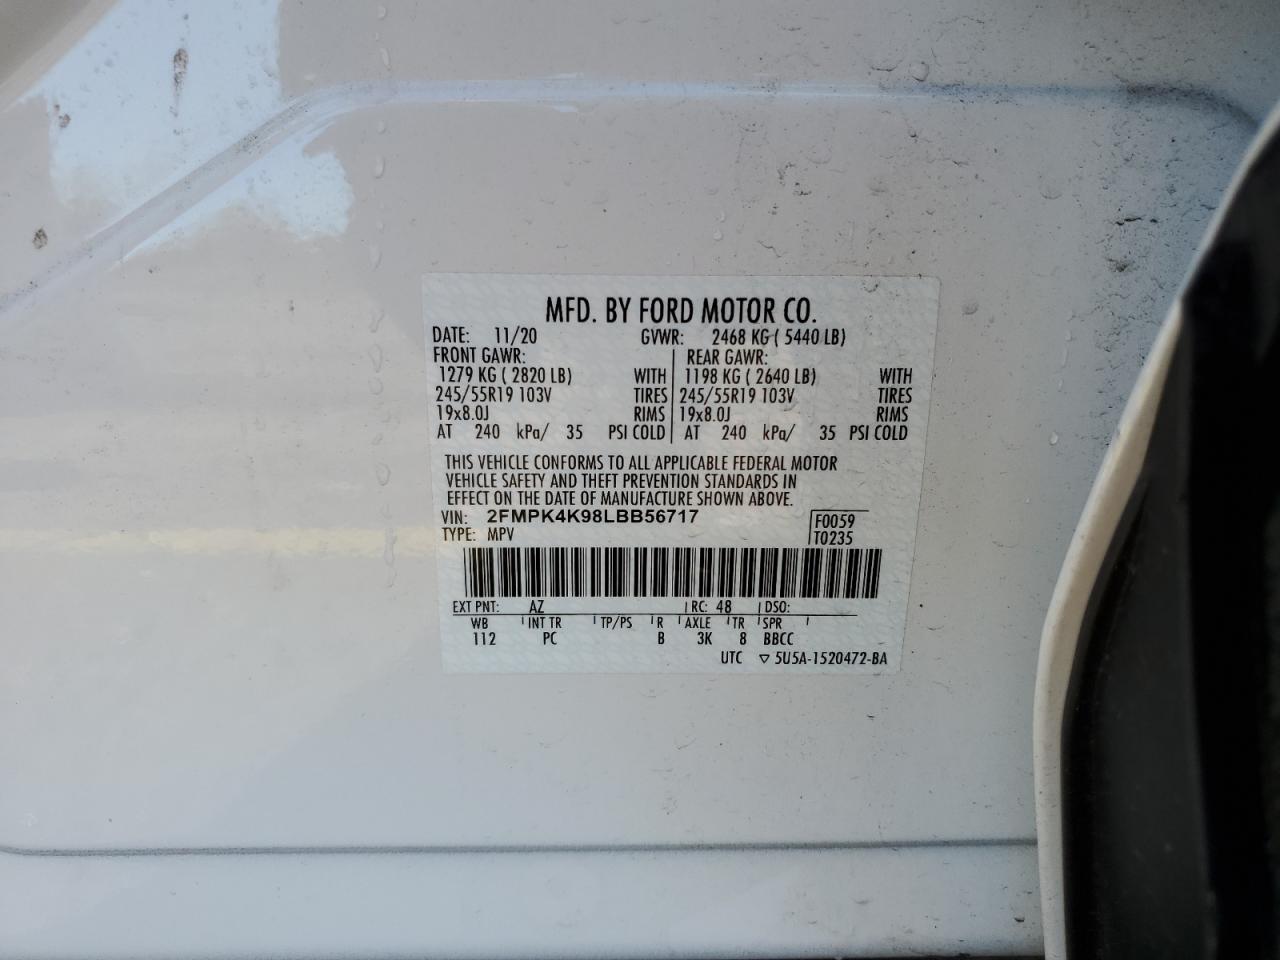 MFD. BY FORD MOTOR CO.
DATE: 11/20 GVWR: 2468 KG ( 5440 LB)
FRONT GAWR: REAR GAWR:
1279 KG ( 2820 LB) WITH 1198 KG ( 2640 LB) WITH
245/55R19 103V TIRES 245/55R19 103V TIRES
19x8.0J RIMS 19x8.0J RIMS
AT 240 kPa/ 35 PSI COLD AT 240 kPa/ 35 PSI COLD
THIS VEHICLE CONFORMS TO ALL APPLICABLE FEDERAL MOTOR
VEHICLE SAFETY AND THEFT PREVENTION STANDARDS IN
EFFECT ON THE DATE OF MANUFACTURE SHOWN ABOVE.
VIN: 2FMPK4K98LBB56717 F0059
TYPE: MPV T0235
EXT PNT: AZ RC: 48 DSO:
WB INT TR TP/PS R AXLE TR SPR
112 PC B 3K 8 BBCC
UTC ▽ 5U5A-1520472-BA